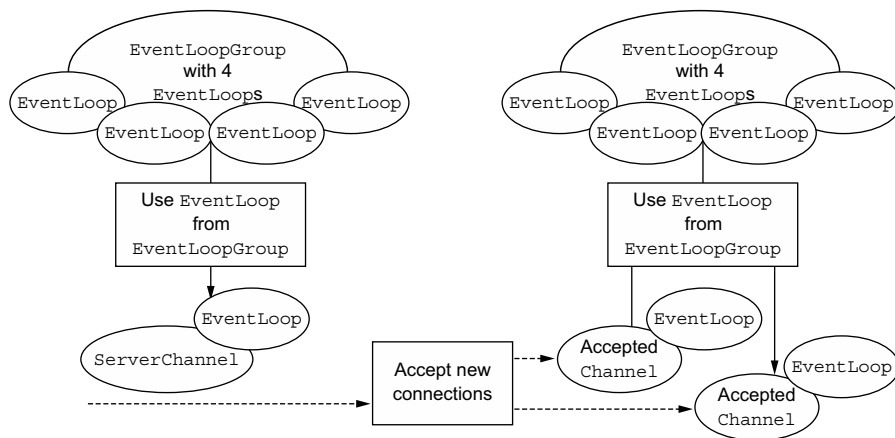 EventLoopGroup
with 4
EventLoops
EventLoop
EventLoop
EventLoop
EventLoop
Use EventLoop
from
EventLoopGroup
EventLoop
ServerChannel
Accept new
connections
EventLoopGroup
with 4
EventLoops
EventLoop
EventLoop
EventLoop
EventLoop
Use EventLoop
from
EventLoopGroup
EventLoop
Accepted
Channel
EventLoop
Accepted
Channel